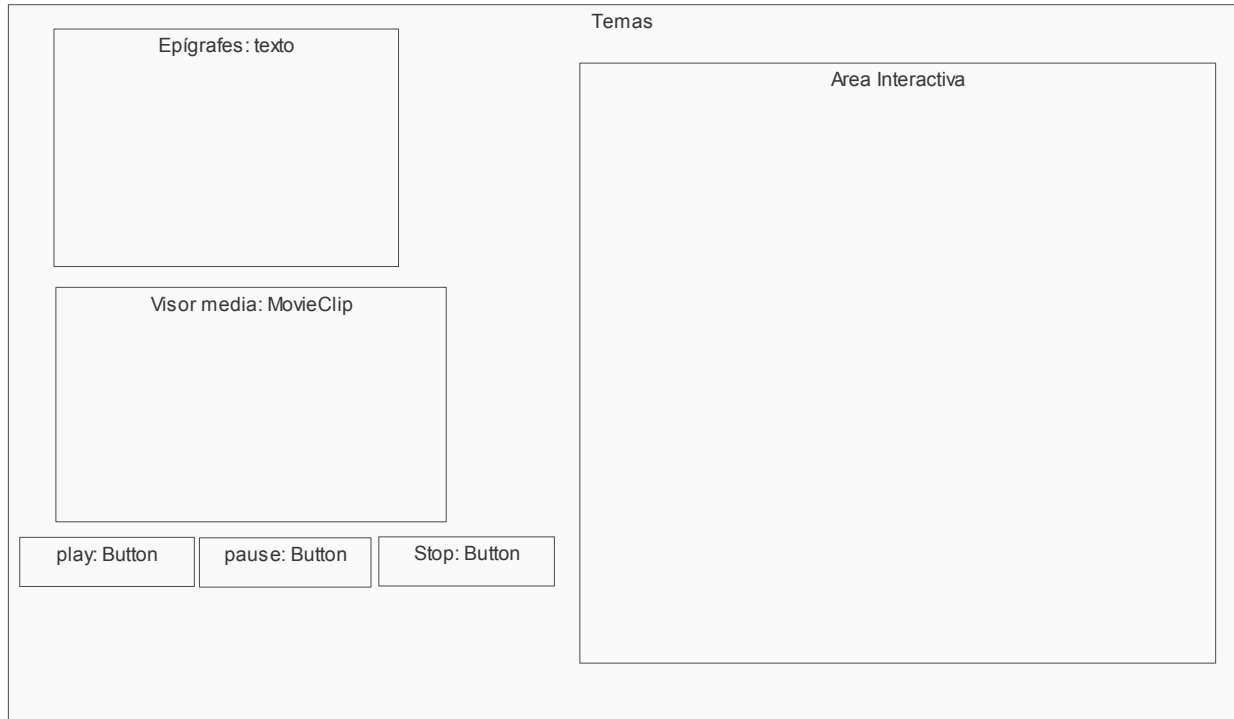 Temas
Epígrafes: texto
Area Interactiva
Visor media: MovieClip
play: Button
pause: Button
Stop: Button